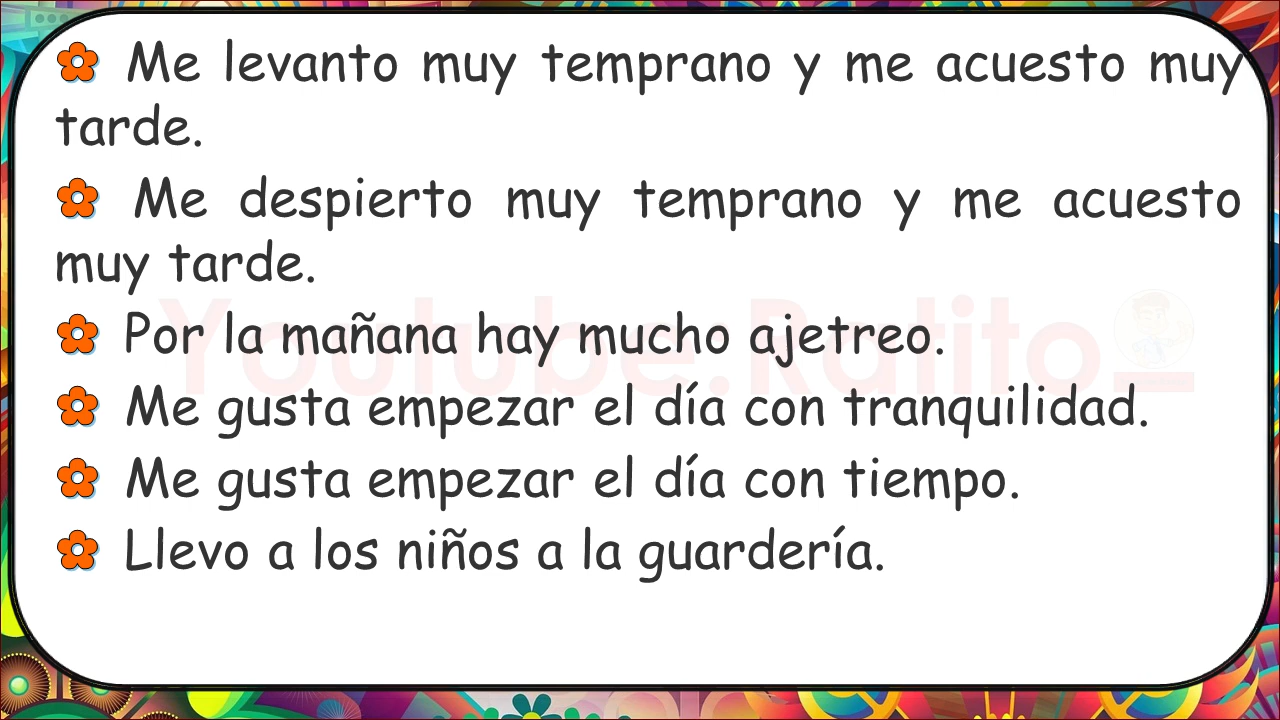 Me levanto muy temprano y me acuesto muy
tarde.
Me despierto muy temprano y me acuesto
muy tarde.
Por la mañana hay mucho ajetreo.
Me gusta empezar el día con tranquilidad.
Me gusta empezar el día con tiempo.
Llevo a los niños a la guardería.
Youtube:Ratito